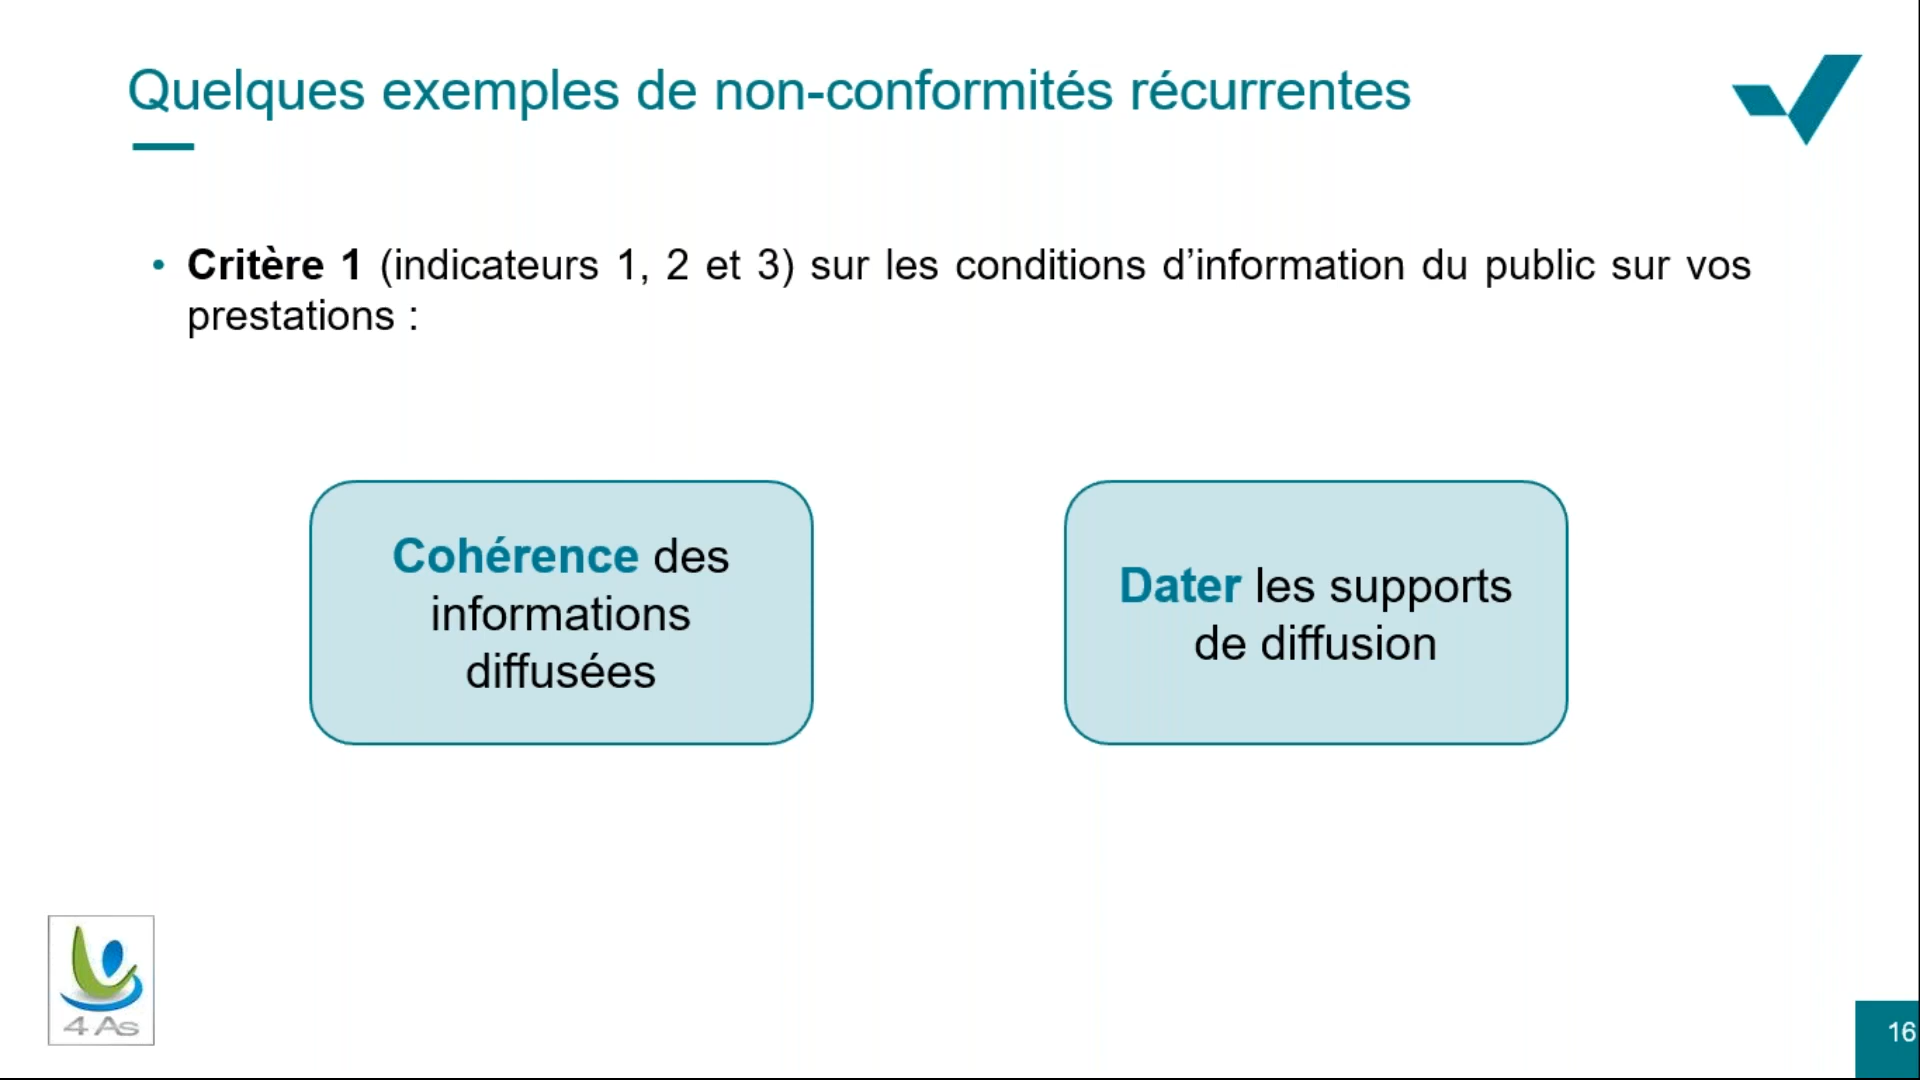 Quelques exemples de non-conformités récurrentes
• Critère 1 (indicateurs 1, 2 et 3) sur les conditions d’information du public sur vos
prestations :
Cohérence des
informations
diffusées
Dater les supports
de diffusion
4 As
16